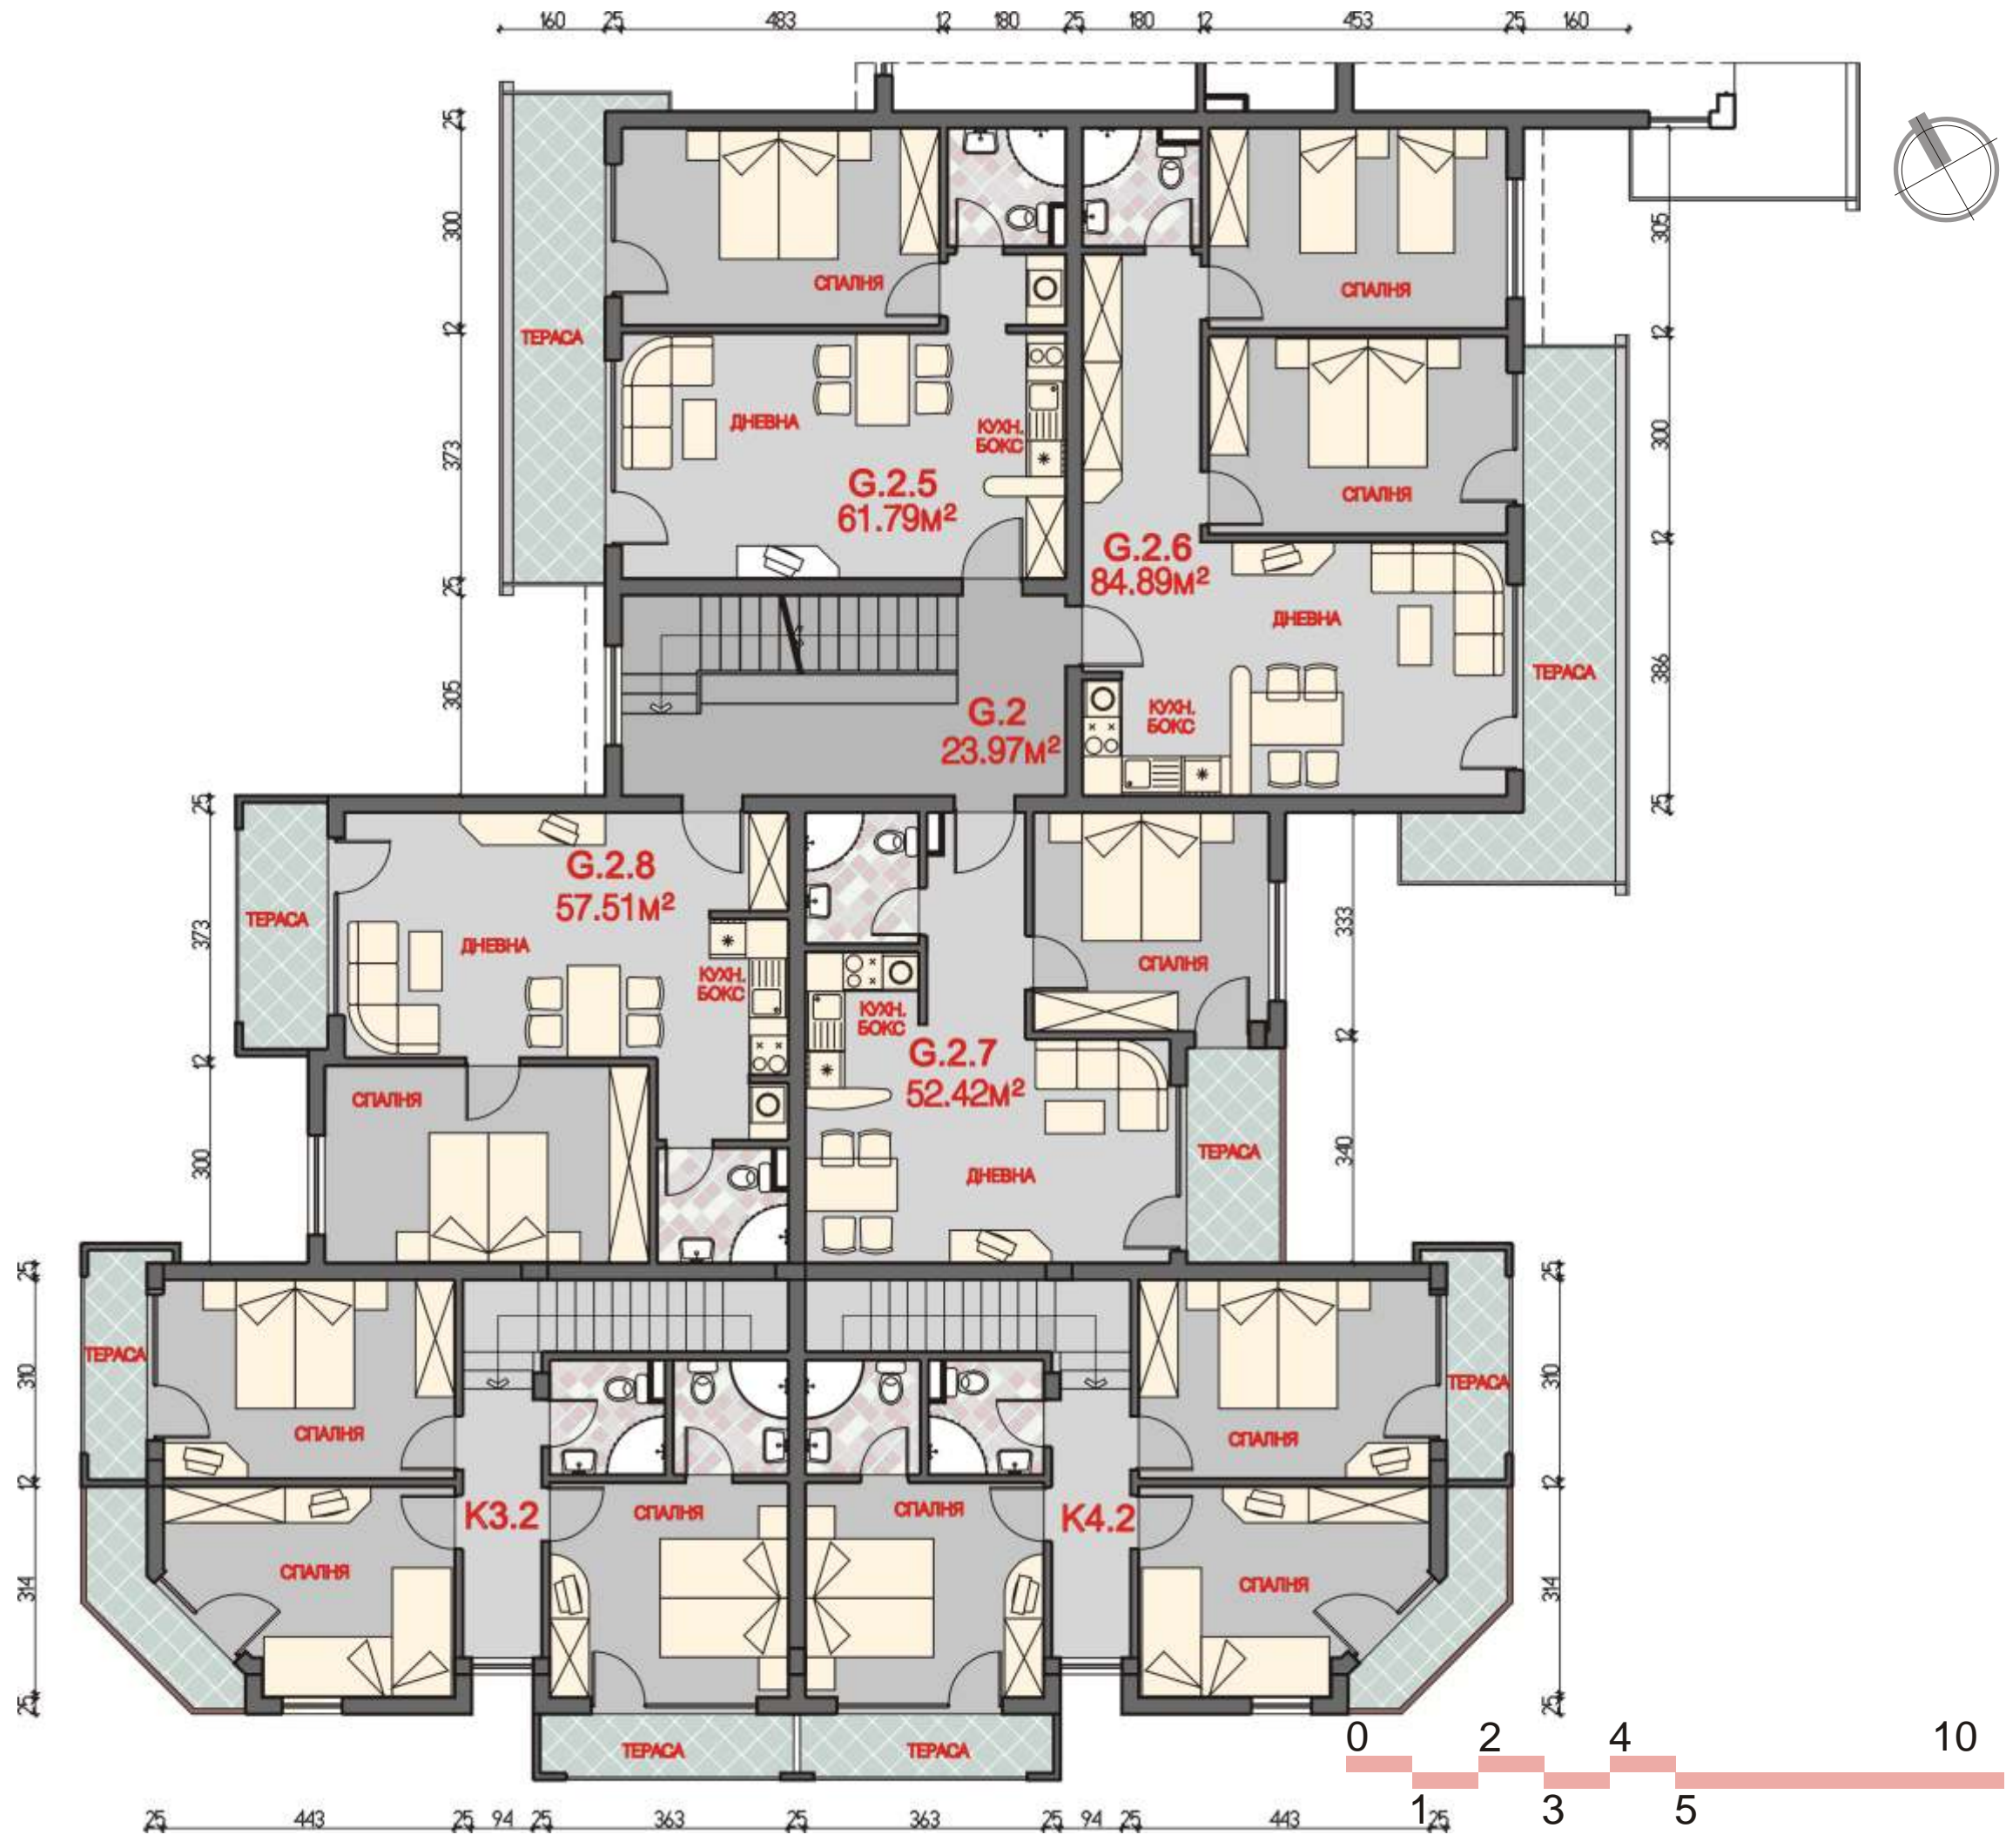 160 25 483 12 180 25 180 12 453 25 160
25
300
12
373
25
305
305
12
300
12
386
25
СПАЛНЯ
СПАЛНЯ
ТЕРАСА
ДНЕВНА
КУХН.
БОКС
G.2.5
61.79м²
СПАЛНЯ
G.2.6
84.89м²
ДНЕВНА
ТЕРАСА
КУХН.
БОКС
G.2
23.97м²
25
373
12
300
G.2.8
57.51м²
ТЕРАСА
ДНЕВНА
КУХН.
БОКС
СПАЛНЯ
333
12
340
СПАЛНЯ
КУХН.
БОКС
G.2.7
52.42м²
ТЕРАСА
ДНЕВНА
25
310
12
314
25
25
310
12
314
25
ТЕРАСА
СПАЛНЯ
СПАЛНЯ
ТЕРАСА
K3.2
СПАЛНЯ
СПАЛНЯ
K4.2
СПАЛНЯ
СПАЛНЯ
ТЕРАСА
ТЕРАСА
0 2 4 10
1 3 5
25 443 25 94 25 363 25 363 25 94 25 443 25